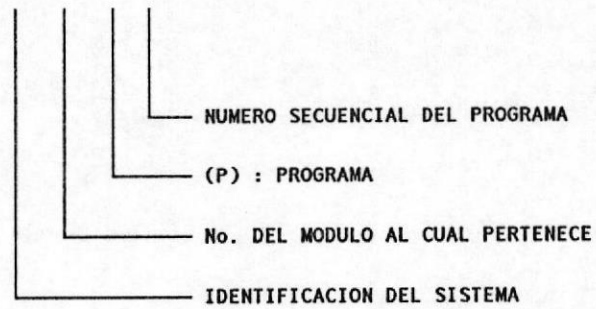 NUMERO SECUENCIAL DEL PROGRAMA
(P) : PROGRAMA
No. DEL MODULO AL CUAL PERTENECE
IDENTIFICACION DEL SISTEMA